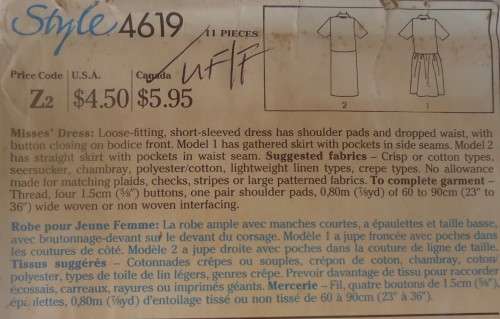 Style 4619
11 PIECES
UF/F
Price Code U.S.A. Canada
Z2 $4.50 $5.95
2 1
Misses' Dress: Loose-fitting, short-sleeved dress has shoulder pads and dropped waist, with
button closing on bodice front. Model 1 has gathered skirt with pockets in side seams. Model 2
has straight skirt with pockets in waist seam. Suggested fabrics – Crisp or cotton types,
seersucker, chambray, polyester/cotton, lightweight linen types, crepe types. No allowance
made for matching plaids, checks, stripes or large patterned fabrics. To complete garment –
Thread, four 1.5cm (⅝") buttons, one pair shoulder pads, 0,80m (⅞yd) of 60 to 90cm (23" to
36") wide woven or non woven interfacing.
Robe pour Jeune Femme: La robe ample avec manches courtes, a épaulettes et taille basse,
avec boutonnage-devant sur le devant du corsage. Modèle 1 a jupe froncée avec poches dans
les coutures de côté. Modèle 2 a jupe droite avec poches dans la couture de ligne de taille.
Tissus suggérés – Cotonnades crêpes ou souples, crépon de coton, chambray, coton/
polyester, types de toile de lin légers, genres crêpe. Prevoir davantage de tissu pour raccorder
écossais, carreaux, rayures ou imprimés géants. Mercerie – Fil, quatre boutons de 1.5cm (⅝"),
épaulettes, 0,80m (⅞yd) d'entoilage tissé ou non tissé de 60 à 90cm (23" à 36").